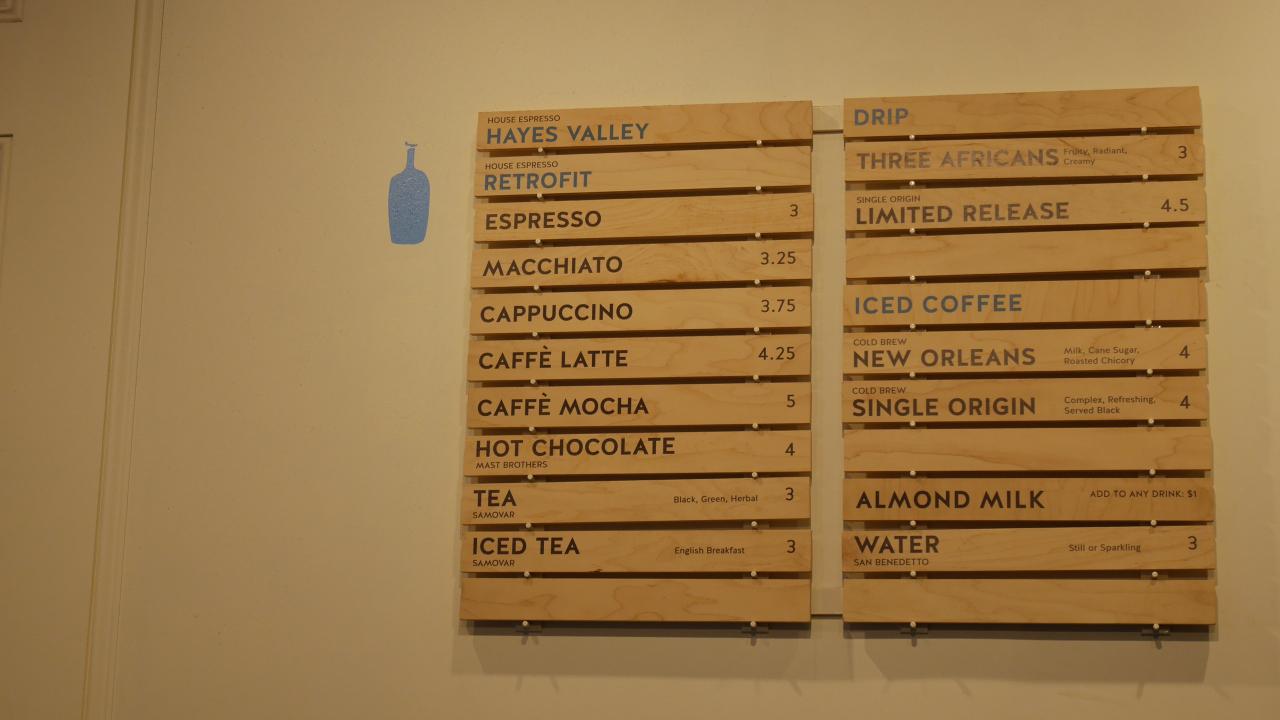 HOUSE ESPRESSO
HAYES VALLEY
HOUSE ESPRESSO
RETROFIT
ESPRESSO 3
MACCHIATO 3.25
CAPPUCCINO 3.75
CAFFÈ LATTE 4.25
CAFFÈ MOCHA 5
HOT CHOCOLATE 4
MAST BROTHERS
TEA Black, Green, Herbal 3
SAMOVAR
ICED TEA English Breakfast 3
SAMOVAR
DRIP
THREE AFRICANS Fruity, Radiant, 3
Creamy
SINGLE ORIGIN
LIMITED RELEASE 4.5
ICED COFFEE
COLD BREW
NEW ORLEANS Milk, Cane Sugar, 4
Roasted Chicory
COLD BREW
SINGLE ORIGIN Complex, Refreshing, 4
Served Black
ALMOND MILK ADD TO ANY DRINK: $1
WATER Still or Sparkling 3
SAN BENEDETTO